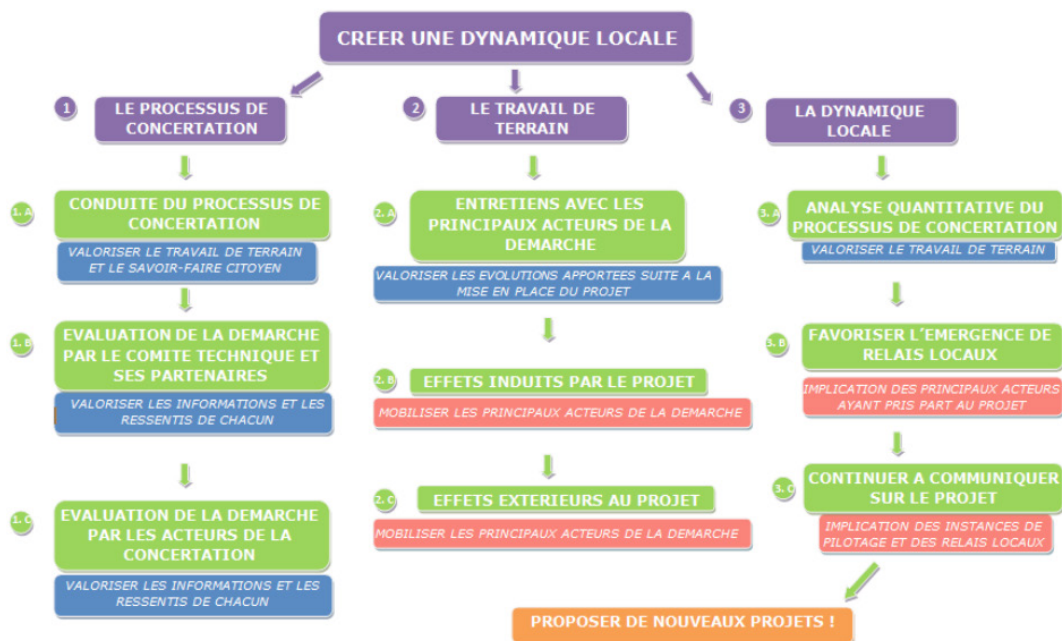 CREER UNE DYNAMIQUE LOCALE
1
LE PROCESSUS DE
CONCERTATION
1. A
CONDUITE DU PROCESSUS DE
CONCERTATION
VALORISER LE TRAVAIL DE TERRAIN
ET LE SAVOIR-FAIRE CITOYEN
1. B
EVALUATION DE LA DEMARCHE
PAR LE COMITE TECHNIQUE ET
SES PARTENAIRES
VALORISER LES INFORMATIONS ET LES
RESSENTIS DE CHACUN
1. C
EVALUATION DE LA DEMARCHE
PAR LES ACTEURS DE LA
CONCERTATION
VALORISER LES INFORMATIONS ET LES
RESSENTIS DE CHACUN
2
LE TRAVAIL DE
TERRAIN
2. A
ENTRETIENS AVEC LES
PRINCIPAUX ACTEURS DE LA
DEMARCHE
VALORISER LES EVOLUTIONS APPORTEES SUITE A LA
MISE EN PLACE DU PROJET
2. B
EFFETS INDUITS PAR LE PROJET
MOBILISER LES PRINCIPAUX ACTEURS DE LA DEMARCHE
2. C
EFFETS EXTERIEURS AU PROJET
MOBILISER LES PRINCIPAUX ACTEURS DE LA DEMARCHE
3
LA DYNAMIQUE
LOCALE
3. A
ANALYSE QUANTITATIVE DU
PROCESSUS DE CONCERTATION
VALORISER LE TRAVAIL DE TERRAIN
3. B
FAVORISER L'EMERGENCE DE
RELAIS LOCAUX
IMPLICATION DES PRINCIPAUX ACTEURS
AYANT PRIS PART AU PROJET
3. C
CONTINUER A COMMUNIQUER
SUR LE PROJET
IMPLICATION DES INSTANCES DE
PILOTAGE ET DES RELAIS LOCAUX
PROPOSER DE NOUVEAUX PROJETS !